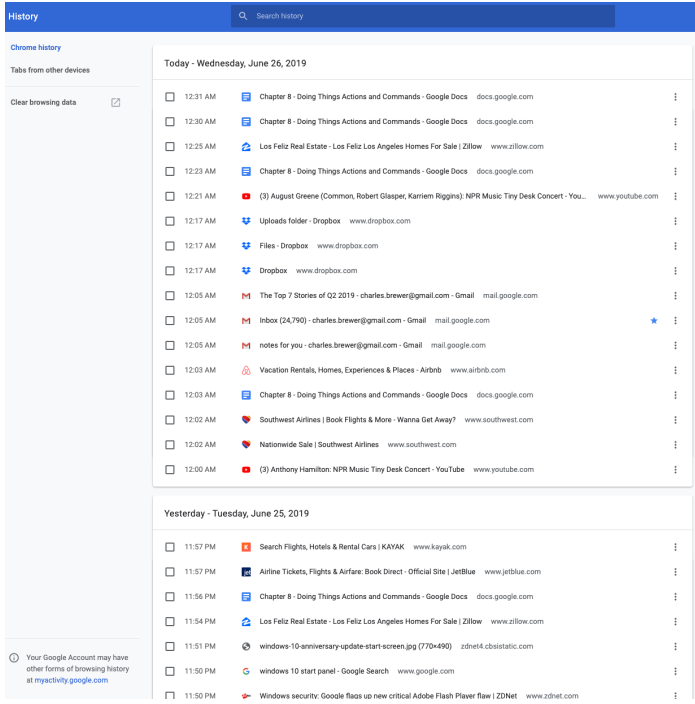 History
Search history
Chrome history
Tabs from other devices
Clear browsing data
Today - Wednesday, June 26, 2019
12:31 AM Chapter 8 - Doing Things Actions and Commands - Google Docs docs.google.com
12:30 AM Chapter 8 - Doing Things Actions and Commands - Google Docs docs.google.com
12:25 AM Los Feliz Real Estate - Los Feliz Los Angeles Homes For Sale | Zillow www.zillow.com
12:23 AM Chapter 8 - Doing Things Actions and Commands - Google Docs docs.google.com
12:21 AM (3) August Greene (Common, Robert Glasper, Karriem Riggins): NPR Music Tiny Desk Concert - You... www.youtube.com
12:17 AM Uploads folder - Dropbox www.dropbox.com
12:17 AM Files - Dropbox www.dropbox.com
12:17 AM Dropbox www.dropbox.com
12:05 AM The Top 7 Stories of Q2 2019 - charles.brewer@gmail.com - Gmail mail.google.com
12:05 AM Inbox (24,790) - charles.brewer@gmail.com - Gmail mail.google.com
12:05 AM notes for you - charles.brewer@gmail.com - Gmail mail.google.com
12:03 AM Vacation Rentals, Homes, Experiences & Places - Airbnb www.airbnb.com
12:03 AM Chapter 8 - Doing Things Actions and Commands - Google Docs docs.google.com
12:02 AM Southwest Airlines | Book Flights & More - Wanna Get Away? www.southwest.com
12:02 AM Nationwide Sale | Southwest Airlines www.southwest.com
12:00 AM (3) Anthony Hamilton: NPR Music Tiny Desk Concert - YouTube www.youtube.com
Yesterday - Tuesday, June 25, 2019
11:57 PM Search Flights, Hotels & Rental Cars | KAYAK www.kayak.com
11:57 PM jet Airline Tickets, Flights & Airfare: Book Direct - Official Site | JetBlue www.jetblue.com
11:56 PM Chapter 8 - Doing Things Actions and Commands - Google Docs docs.google.com
11:54 PM Los Feliz Real Estate - Los Feliz Los Angeles Homes For Sale | Zillow www.zillow.com
11:51 PM windows-10-anniversary-update-start-screen.jpg (770×490) zdnet4.cbsistatic.com
11:50 PM windows 10 start panel - Google Search www.google.com
11:50 PM Windows security: Google flags up new critical Adobe Flash Player flaw | ZDNet www.zdnet.com
Your Google Account may have
other forms of browsing history
at myactivity.google.com